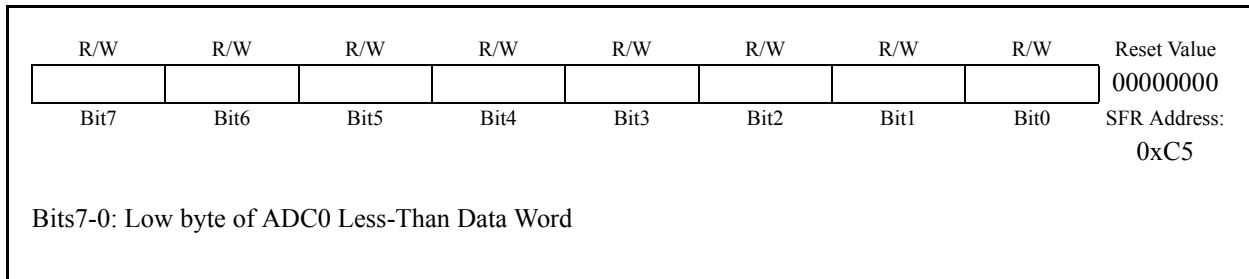 R/W R/W R/W R/W R/W R/W R/W R/W Reset Value
00000000
Bit7 Bit6 Bit5 Bit4 Bit3 Bit2 Bit1 Bit0 SFR Address:
0xC5
Bits7-0: Low byte of ADC0 Less-Than Data Word